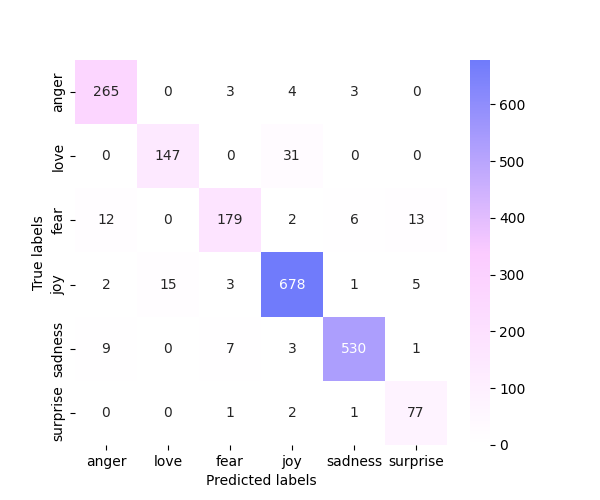 anger 265 0 3 4 3 0
love 0 147 0 31 0 0
fear 12 0 179 2 6 13
joy 2 15 3 678 1 5
sadness 9 0 7 3 530 1
surprise 0 0 1 2 1 77
anger love fear joy sadness surprise
True labels
Predicted labels
600
500
400
300
200
100
0